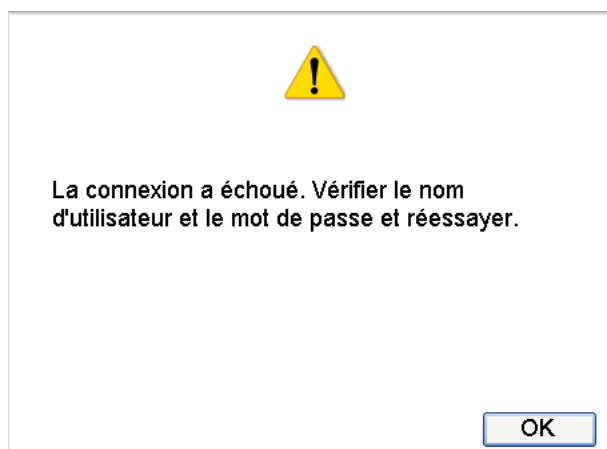 La connexion a échoué. Vérifier le nom
d'utilisateur et le mot de passe et réessayer.
OK